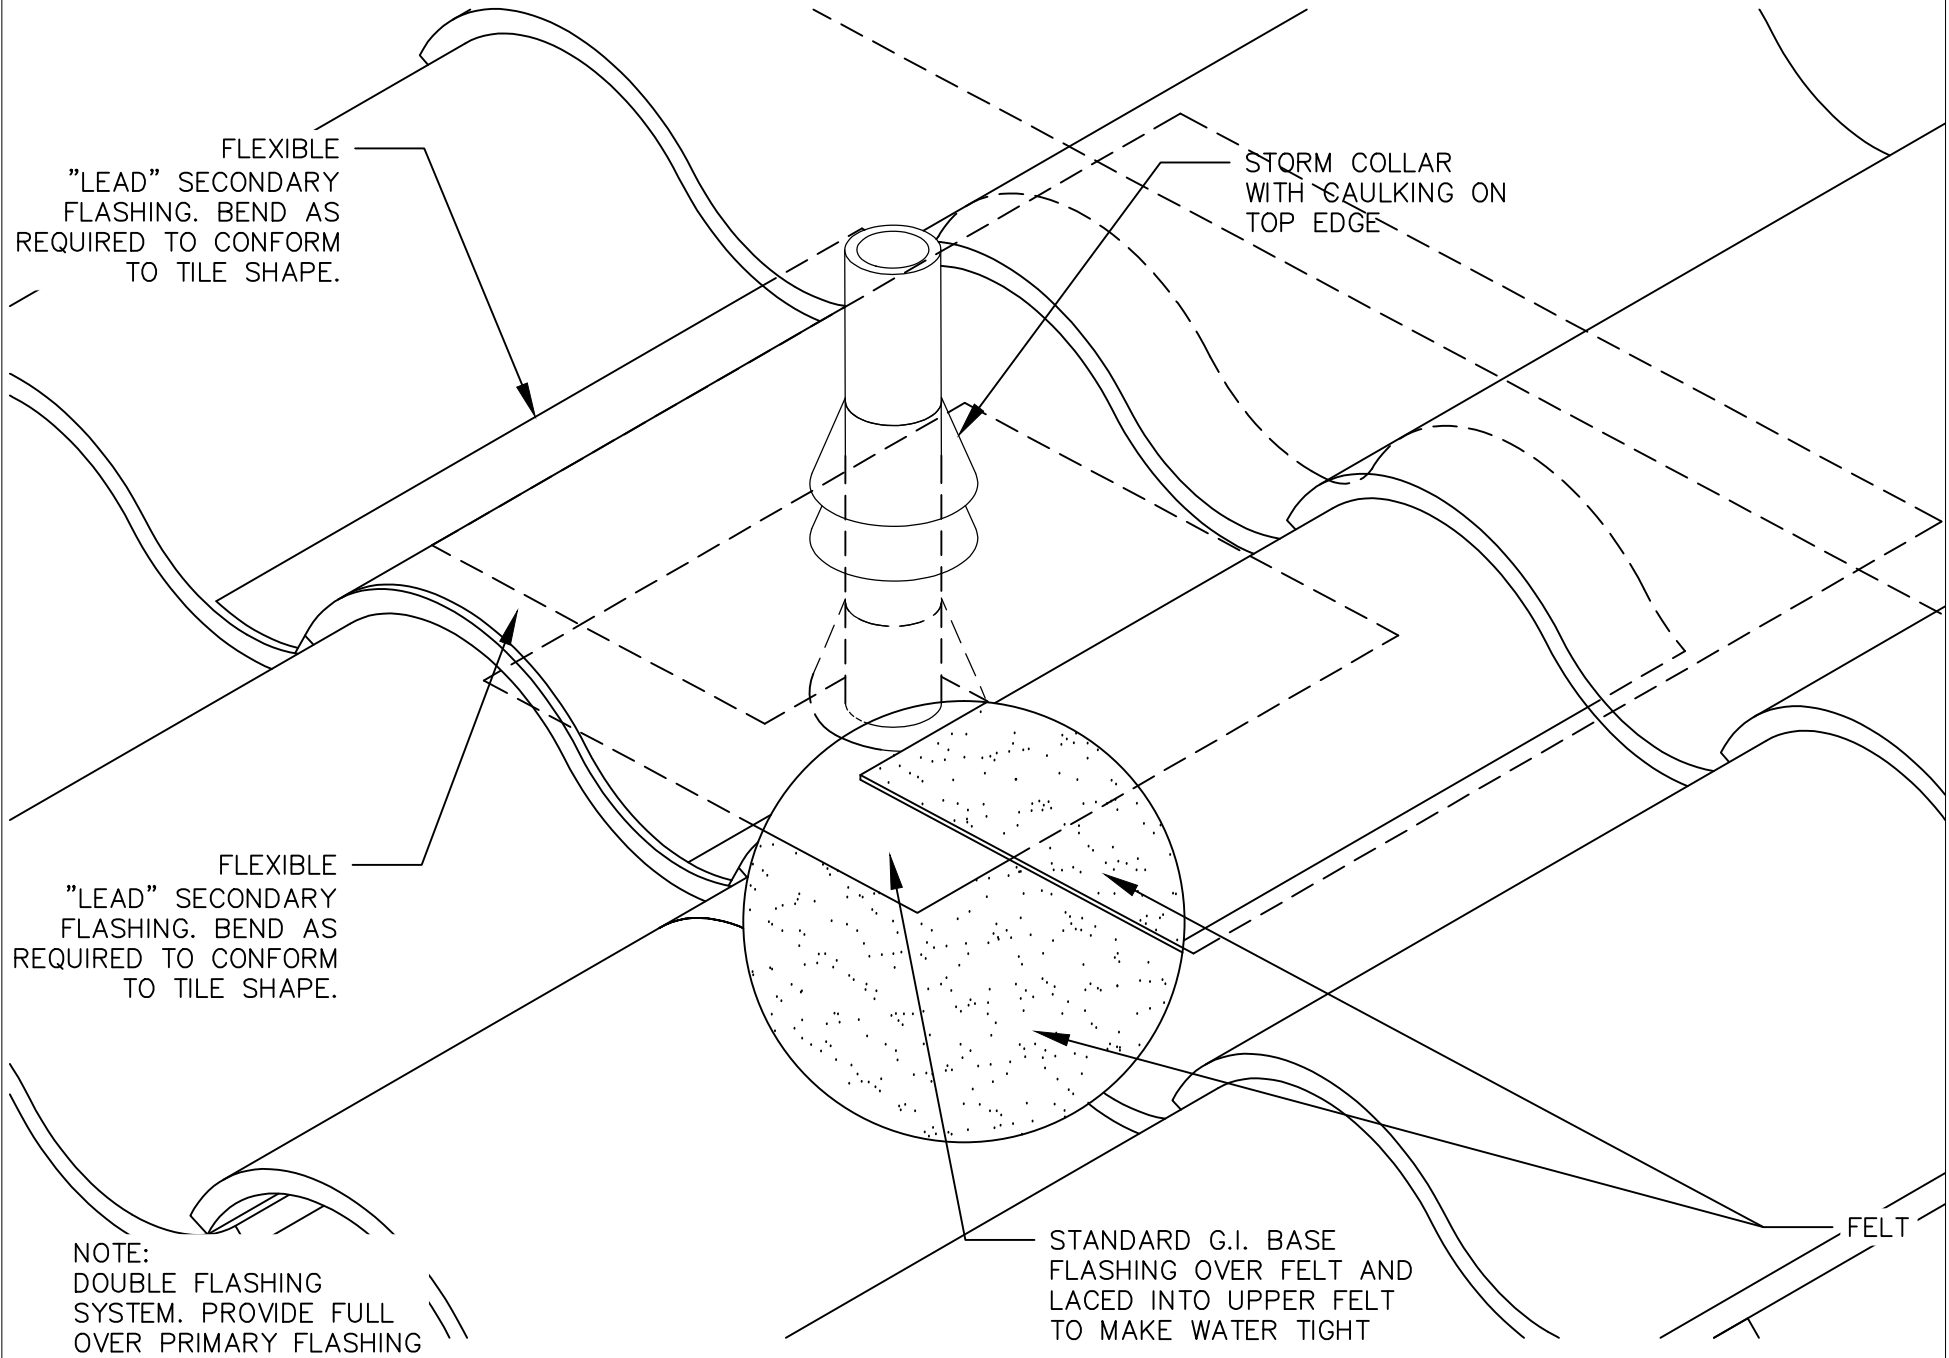 FLEXIBLE
”LEAD” SECONDARY
FLASHING. BEND AS
REQUIRED TO CONFORM
TO TILE SHAPE.
STORM COLLAR
WITH CAULKING ON
TOP EDGE
FLEXIBLE
”LEAD” SECONDARY
FLASHING. BEND AS
REQUIRED TO CONFORM
TO TILE SHAPE.
NOTE:
DOUBLE FLASHING
SYSTEM. PROVIDE FULL
OVER PRIMARY FLASHING
STANDARD G.I. BASE
FLASHING OVER FELT AND
LACED INTO UPPER FELT
TO MAKE WATER TIGHT
FELT